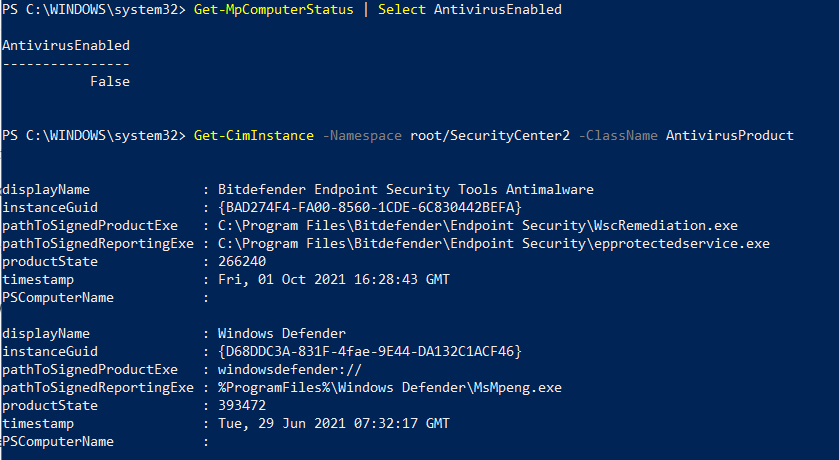 PS C:\WINDOWS\system32> Get-MpComputerStatus | Select AntivirusEnabled
AntivirusEnabled
----------------
False
PS C:\WINDOWS\system32> Get-CimInstance -Namespace root/SecurityCenter2 -ClassName AntivirusProduct
displayName : Bitdefender Endpoint Security Tools Antimalware
instanceGuid : {BAD274F4-FA00-8560-1CDE-6C830442BEFA}
pathToSignedProductExe : C:\Program Files\Bitdefender\Endpoint Security\WscRemediation.exe
pathToSignedReportingExe : C:\Program Files\Bitdefender\Endpoint Security\epprotectedservice.exe
productState : 266240
timestamp : Fri, 01 Oct 2021 16:28:43 GMT
PSComputerName :
displayName : Windows Defender
instanceGuid : {D68DDC3A-831F-4fae-9E44-DA132C1ACF46}
pathToSignedProductExe : windowsdefender://
pathToSignedReportingExe : %ProgramFiles%\Windows Defender\MsMpeng.exe
productState : 393472
timestamp : Tue, 29 Jun 2021 07:32:17 GMT
PSComputerName :